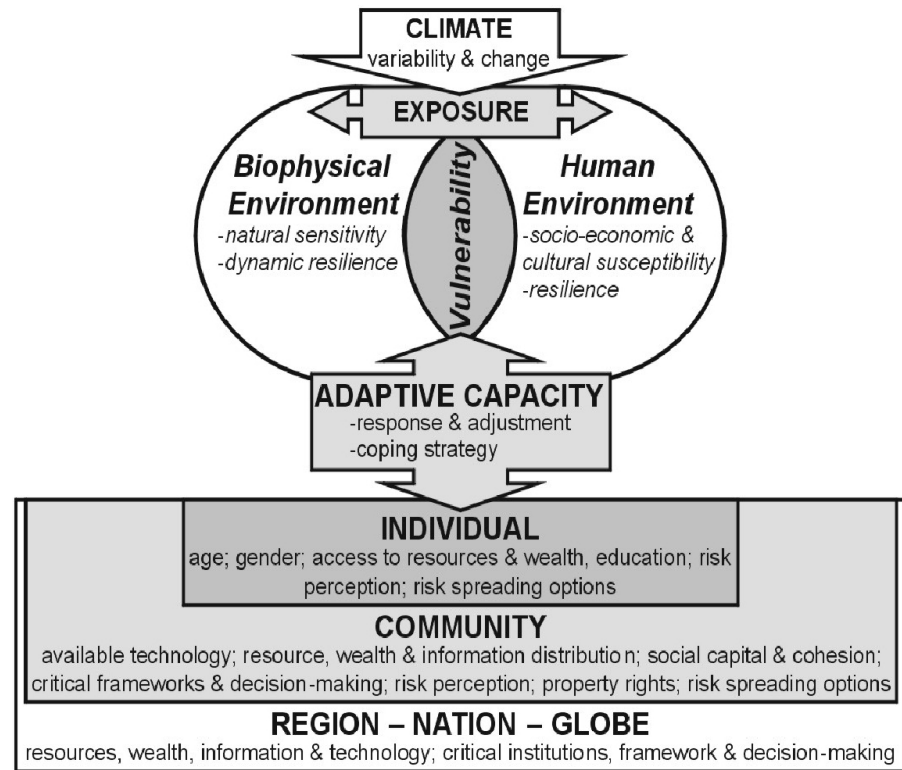 CLIMATE
variability & change
EXPOSURE
Biophysical
Environment
-natural sensitivity
-dynamic resilience
Vulnerability
Human
Environment
-socio-economic &
cultural susceptibility
-resilience
ADAPTIVE CAPACITY
-response & adjustment
-coping strategy
INDIVIDUAL
age; gender; access to resources & wealth, education; risk
perception; risk spreading options
COMMUNITY
available technology; resource, wealth & information distribution; social capital & cohesion;
critical frameworks & decision-making; risk perception; property rights; risk spreading options
REGION – NATION – GLOBE
resources, wealth, information & technology; critical institutions, framework & decision-making